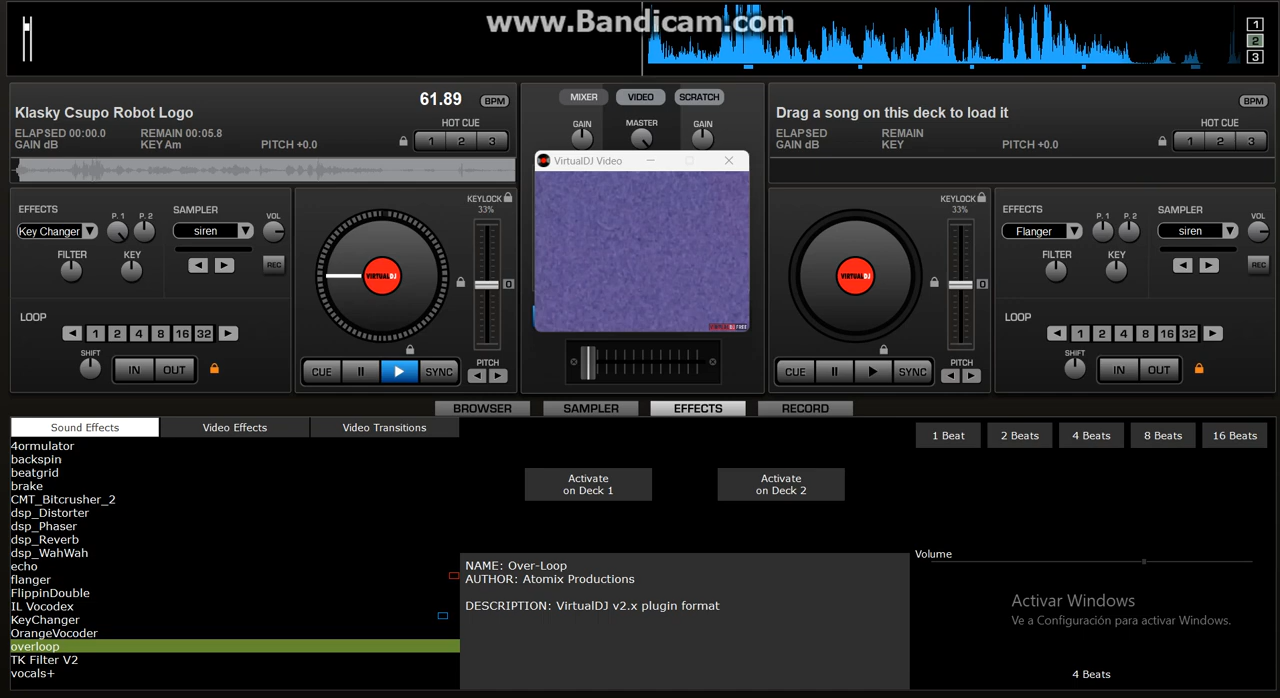 www.Bandicam.com
1
2
3
Klasky Csupo Robot Logo
61.89 BPM
ELAPSED 00:00.0 REMAIN 00:05.8 HOT CUE
GAIN dB KEY Am PITCH +0.0 1 2 3
MIXER VIDEO SCRATCH
GAIN MASTER GAIN
VirtualDJ Video
Drag a song on this deck to load it BPM
ELAPSED REMAIN HOT CUE
GAIN dB KEY PITCH +0.0 1 2 3
EFFECTS P. 1 P. 2 SAMPLER VOL
Key Changer siren
FILTER KEY REC
LOOP
1 2 4 8 16 32
SHIFT IN OUT
KEYLOCK
33%
VIRTUAL DJ
0
CUE SYNC PITCH
VIRTUAL DJ FREE
KEYLOCK
33%
VIRTUAL DJ
0
CUE SYNC PITCH
EFFECTS P. 1 P. 2 SAMPLER VOL
Flanger siren
FILTER KEY REC
LOOP
1 2 4 8 16 32
SHIFT IN OUT
BROWSER SAMPLER EFFECTS RECORD
Sound Effects Video Effects Video Transitions
4ormulator
backspin
beatgrid
brake
CMT_Bitcrusher_2
dsp_Distorter
dsp_Phaser
dsp_Reverb
dsp_WahWah
echo
flanger
FlippinDouble
IL Vocodex
KeyChanger
OrangeVocoder
overloop
TK Filter V2
vocals+
Activate
on Deck 1
Activate
on Deck 2
NAME: Over-Loop
AUTHOR: Atomix Productions
DESCRIPTION: VirtualDJ v2.x plugin format
1 Beat 2 Beats 4 Beats 8 Beats 16 Beats
Volume
Activar Windows
Ve a Configuración para activar Windows.
4 Beats